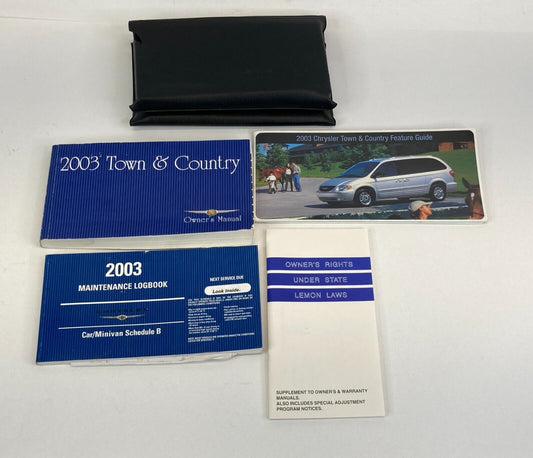 2003 Town & Country
Owner's Manual
2003 Chrysler Town & Country Feature Guide
2003
MAINTENANCE LOGBOOK
Car/Minivan Schedule B
NEXT SERVICE DUE
Look Inside.
OWNER'S RIGHTS
UNDER STATE
LEMON LAWS
SUPPLEMENT TO OWNER'S & WARRANTY
MANUALS.
ALSO INCLUDES SPECIAL ADJUSTMENT
PROGRAM NOTICES.